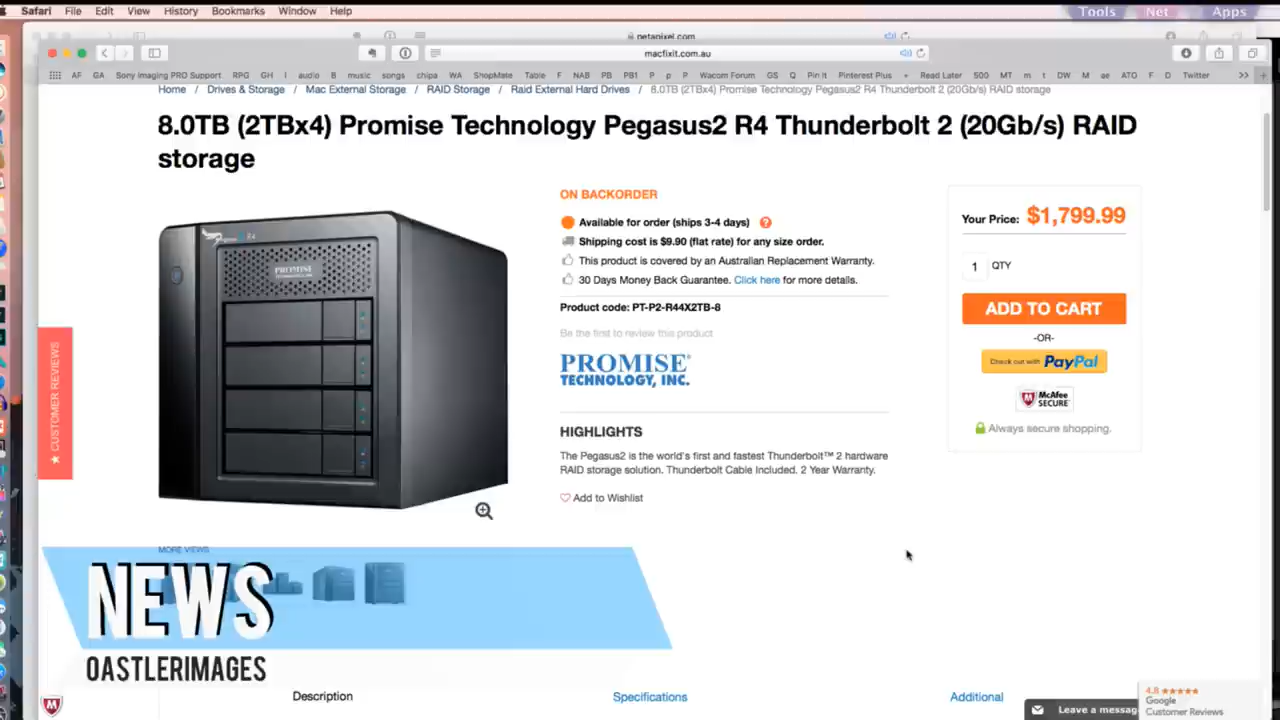 Safari File Edit View History Bookmarks Window Help
Tools Net Apps
petapixel.com
macfixit.com.au
AF GA Sony Imaging PRO Support RPG GH I audio B music songs chipa WA ShopMate Table F NAB PB PB1 P p P Wacom Forum GS Q Pin It Pinterest Plus + Read Later 500 MT m t DW M ae ATO F D Twitter >> +
Home / Drives & Storage / Mac External Storage / RAID Storage / Raid External Hard Drives / 8.0TB (2TBx4) Promise Technology Pegasus2 R4 Thunderbolt 2 (20Gb/s) RAID storage
8.0TB (2TBx4) Promise Technology Pegasus2 R4 Thunderbolt 2 (20Gb/s) RAID
storage
ON BACKORDER
Available for order (ships 3-4 days) ?
Shipping cost is $9.90 (flat rate) for any size order.
This product is covered by an Australian Replacement Warranty.
30 Days Money Back Guarantee. Click here for more details.
Product code: PT-P2-R44X2TB-8
Be the first to review this product
PROMISE
TECHNOLOGY, INC.
HIGHLIGHTS
The Pegasus2 is the world's first and fastest Thunderbolt™ 2 hardware
RAID storage solution. Thunderbolt Cable Included. 2 Year Warranty.
Add to Wishlist
Your Price: $1,799.99
1 QTY
ADD TO CART
-OR-
Check out with PayPal
McAfee
SECURE
Always secure shopping.
PROMISE
★ CUSTOMER REVIEWS
MORE VIEWS
NEWS
OASTLERIMAGES
Description
Specifications
Additional
4.8 ★★★★★
Google
Customer Reviews
Leave a messag